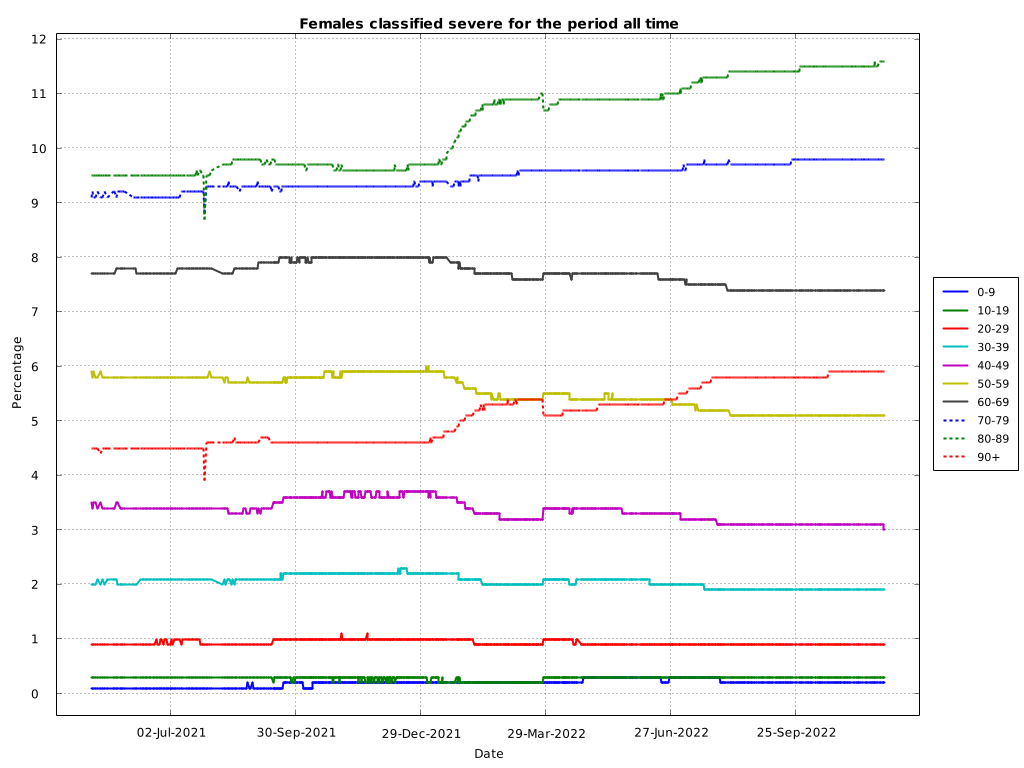 Females classified severe for the period all time
12
11
10
9
8
7
6
5
4
3
2
1
0
Percentage
02-Jul-2021
30-Sep-2021
29-Dec-2021
29-Mar-2022
27-Jun-2022
25-Sep-2022
Date
0-9
10-19
20-29
30-39
40-49
50-59
60-69
70-79
80-89
90+